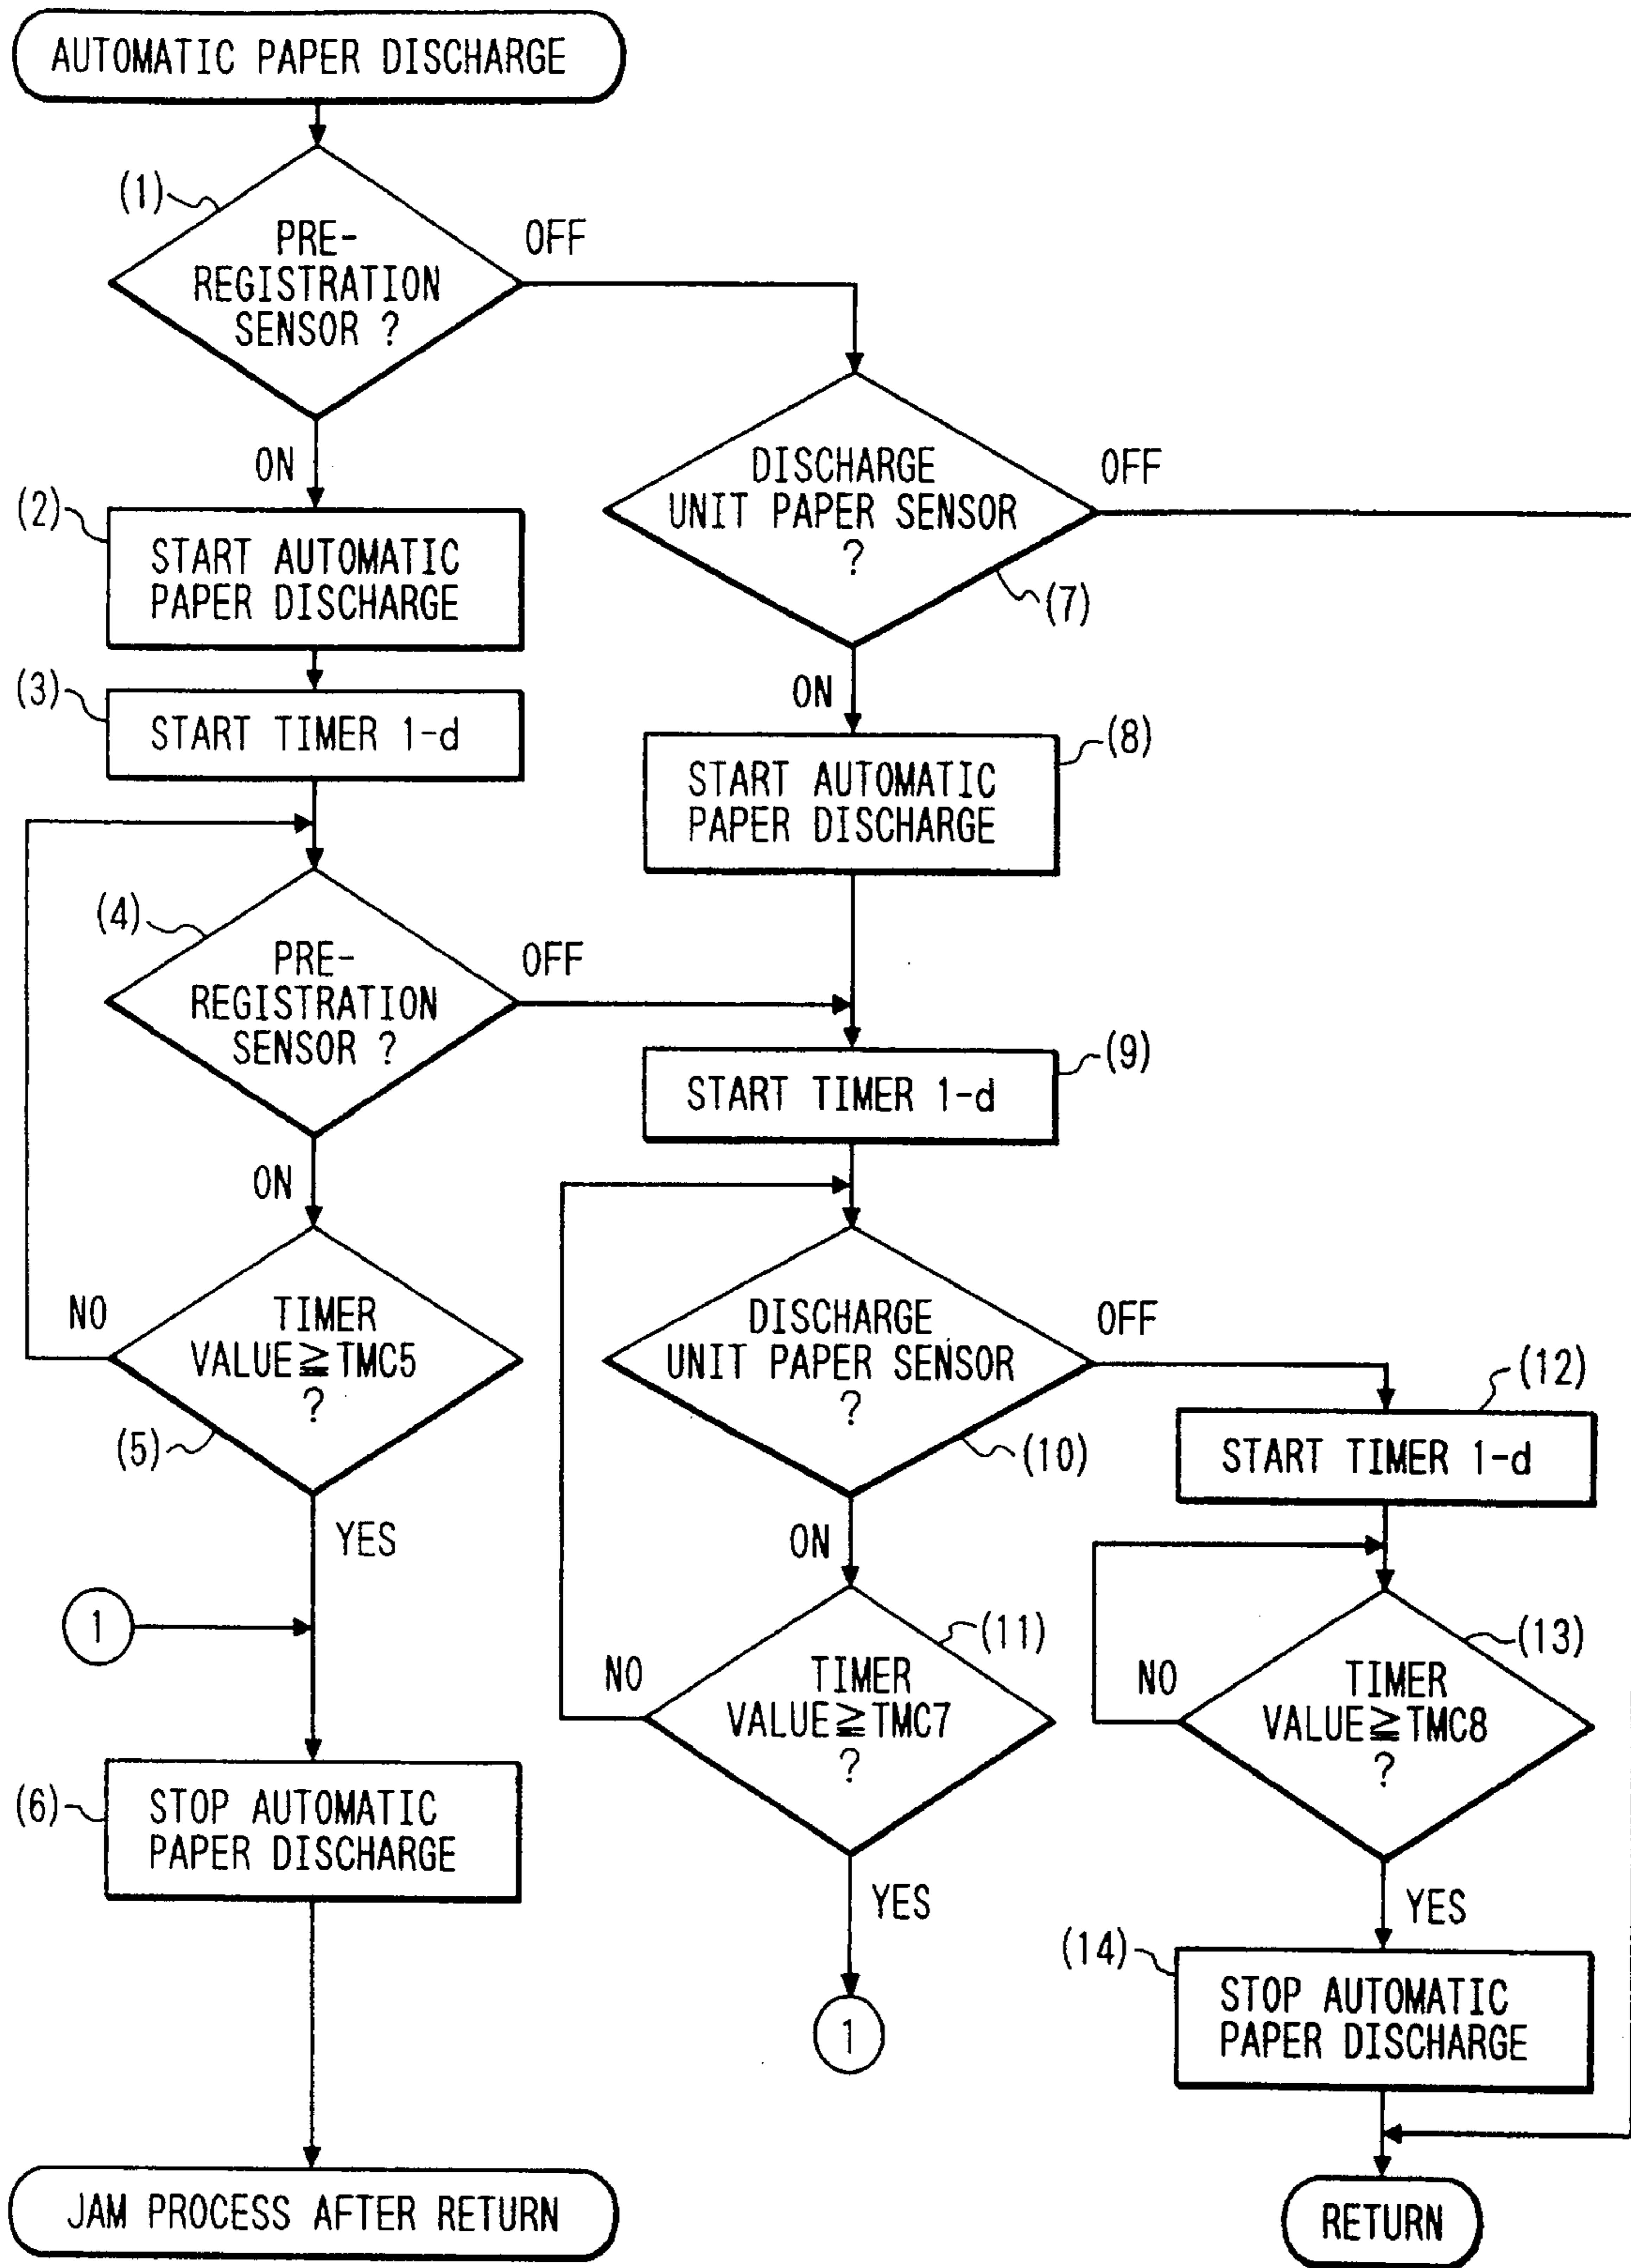 AUTOMATIC PAPER DISCHARGE
(1)
PRE-
REGISTRATION
SENSOR ?
OFF
ON
DISCHARGE
UNIT PAPER SENSOR
?
OFF
(7)
(2)
START AUTOMATIC
PAPER DISCHARGE
(3)
START TIMER 1-d
ON
(8)
START AUTOMATIC
PAPER DISCHARGE
(4)
PRE-
REGISTRATION
SENSOR ?
OFF
(9)
START TIMER 1-d
ON
NO
TIMER
VALUE≧TMC5
?
(5)
YES
DISCHARGE
UNIT PAPER SENSOR
?
OFF
(10)
ON
(12)
START TIMER 1-d
1
(11)
NO
TIMER
VALUE≧TMC7
?
YES
1
(13)
NO
TIMER
VALUE≧TMC8
?
YES
(6)
STOP AUTOMATIC
PAPER DISCHARGE
(14)
STOP AUTOMATIC
PAPER DISCHARGE
JAM PROCESS AFTER RETURN
RETURN